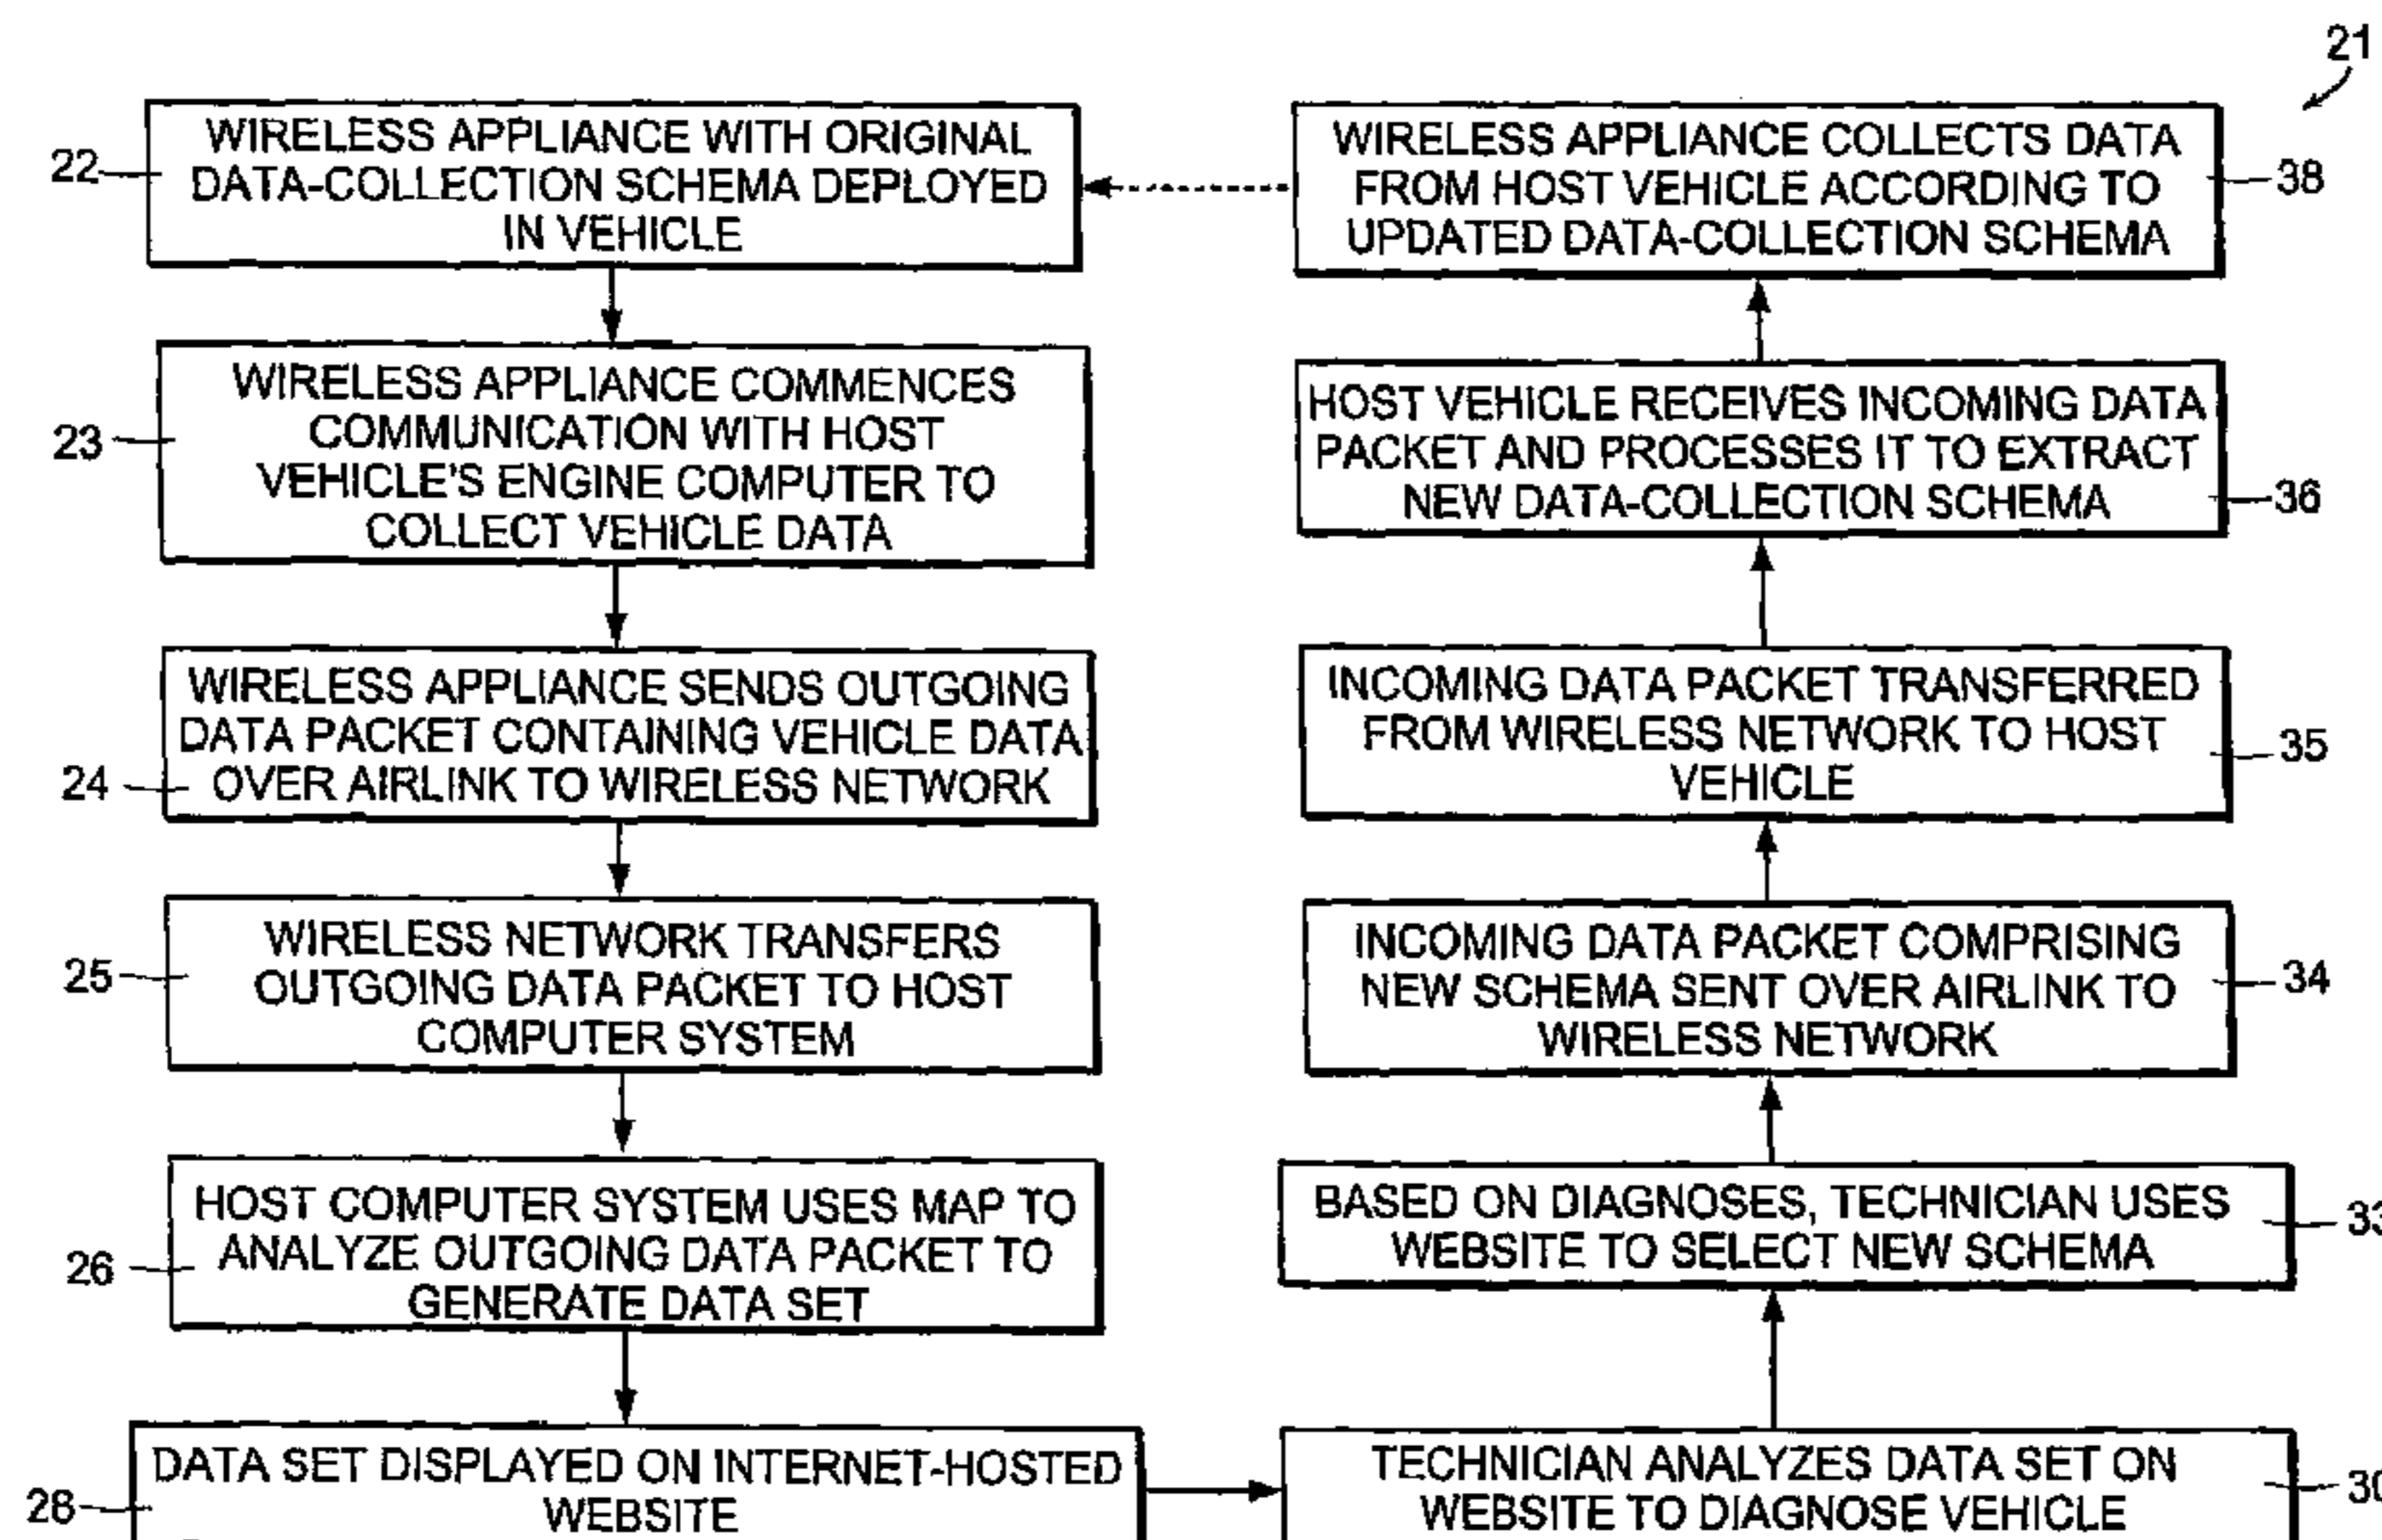 21
22
WIRELESS APPLIANCE WITH ORIGINAL
DATA-COLLECTION SCHEMA DEPLOYED
IN VEHICLE
23
WIRELESS APPLIANCE COMMENCES
COMMUNICATION WITH HOST
VEHICLE'S ENGINE COMPUTER TO
COLLECT VEHICLE DATA
24
WIRELESS APPLIANCE SENDS OUTGOING
DATA PACKET CONTAINING VEHICLE DATA
OVER AIRLINK TO WIRELESS NETWORK
25
WIRELESS NETWORK TRANSFERS
OUTGOING DATA PACKET TO HOST
COMPUTER SYSTEM
26
HOST COMPUTER SYSTEM USES MAP TO
ANALYZE OUTGOING DATA PACKET TO
GENERATE DATA SET
28
DATA SET DISPLAYED ON INTERNET-HOSTED
WEBSITE
TECHNICIAN ANALYZES DATA SET ON
WEBSITE TO DIAGNOSE VEHICLE
30
BASED ON DIAGNOSES, TECHNICIAN USES
WEBSITE TO SELECT NEW SCHEMA
33
INCOMING DATA PACKET COMPRISING
NEW SCHEMA SENT OVER AIRLINK TO
WIRELESS NETWORK
34
INCOMING DATA PACKET TRANSFERRED
FROM WIRELESS NETWORK TO HOST
VEHICLE
35
HOST VEHICLE RECEIVES INCOMING DATA
PACKET AND PROCESSES IT TO EXTRACT
NEW DATA-COLLECTION SCHEMA
36
WIRELESS APPLIANCE COLLECTS DATA
FROM HOST VEHICLE ACCORDING TO
UPDATED DATA-COLLECTION SCHEMA
38